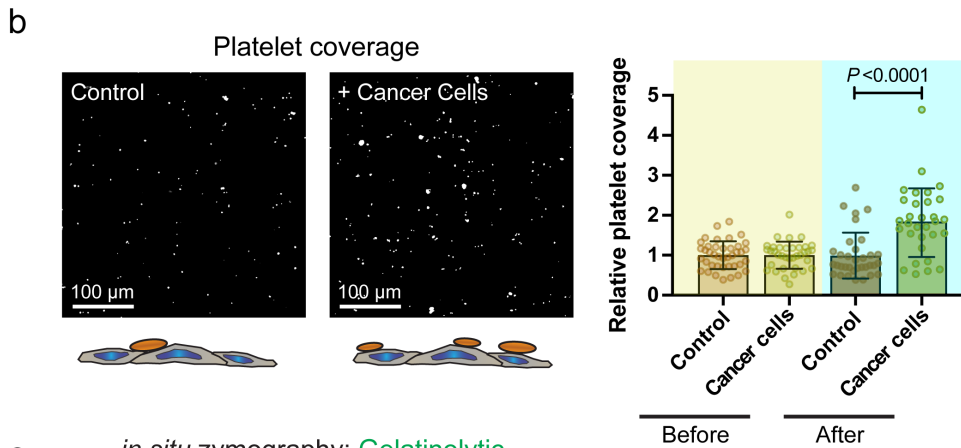 b
Platelet coverage
Control
+ Cancer Cells
100 µm
100 µm
Relative platelet coverage
5
4
3
2
1
0
P<0.0001
Control
Cancer cells
Control
Cancer cells
Before
After
in situ zymography: Gelatinolytic